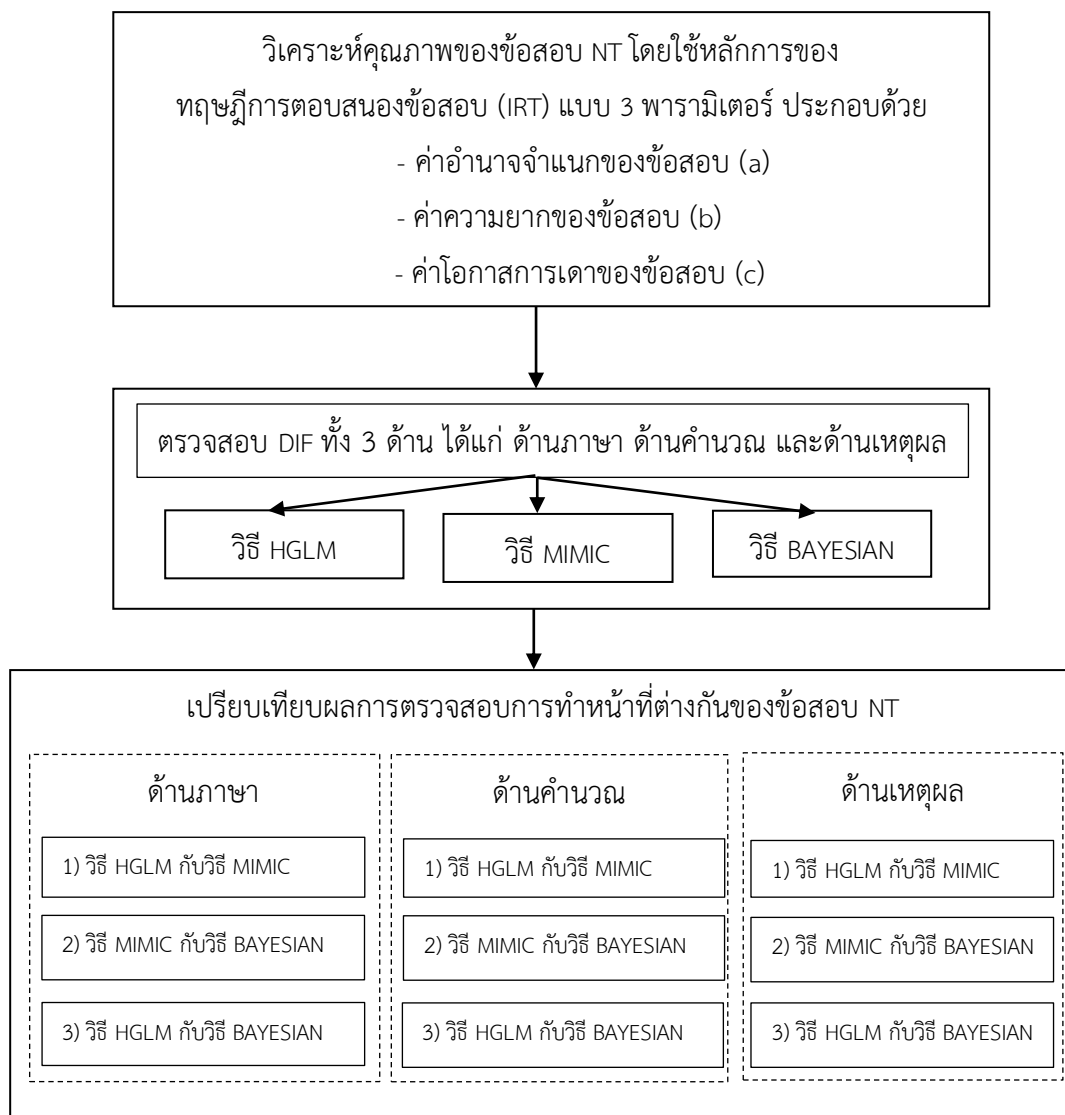 วิเคราะห์คุณภาพของข้อสอบ NT โดยใช้หลักการของ
ทฤษฎีการตอบสนองข้อสอบ (IRT) แบบ 3 พารามิเตอร์ ประกอบด้วย
- ค่าอำนาจจำแนกของข้อสอบ (a)
- ค่าความยากของข้อสอบ (b)
- ค่าโอกาสการเดาของข้อสอบ (c)
ตรวจสอบ DIF ทั้ง 3 ด้าน ได้แก่ ด้านภาษา ด้านคำนวณ และด้านเหตุผล
วิธี HGLM
วิธี MIMIC
วิธี BAYESIAN
เปรียบเทียบผลการตรวจสอบการทำหน้าที่ต่างกันของข้อสอบ NT
ด้านภาษา
1) วิธี HGLM กับวิธี MIMIC
2) วิธี MIMIC กับวิธี BAYESIAN
3) วิธี HGLM กับวิธี BAYESIAN
ด้านคำนวณ
1) วิธี HGLM กับวิธี MIMIC
2) วิธี MIMIC กับวิธี BAYESIAN
3) วิธี HGLM กับวิธี BAYESIAN
ด้านเหตุผล
1) วิธี HGLM กับวิธี MIMIC
2) วิธี MIMIC กับวิธี BAYESIAN
3) วิธี HGLM กับวิธี BAYESIAN